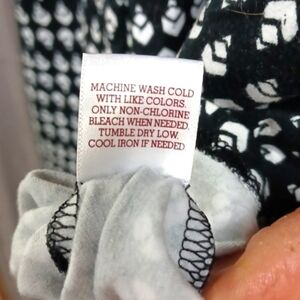 MACHINE WASH COLD
WITH LIKE COLORS.
ONLY NON-CHLORINE
BLEACH WHEN NEEDED.
TUMBLE DRY LOW.
COOL IRON IF NEEDED